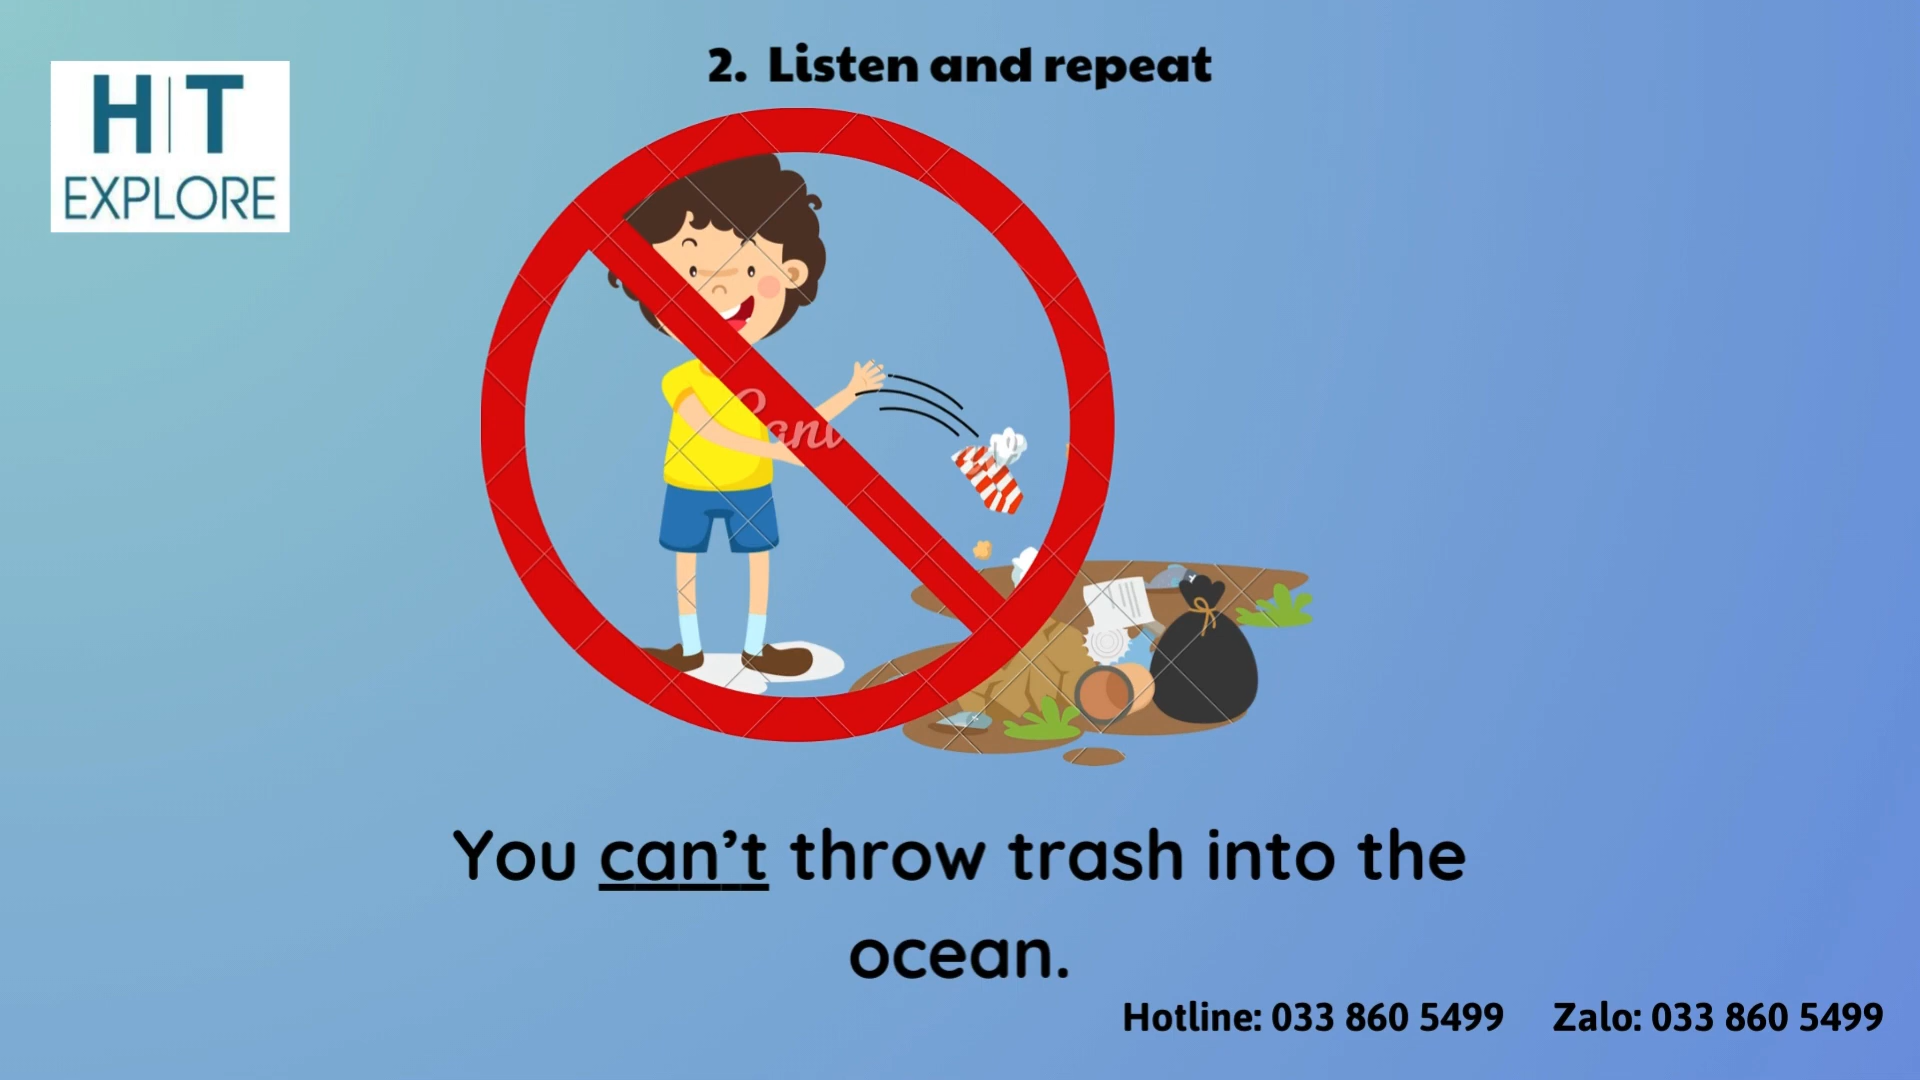 2. Listen and repeat
H|T
EXPLORE
You can’t throw trash into the
ocean.
Hotline: 033 860 5499 Zalo: 033 860 5499